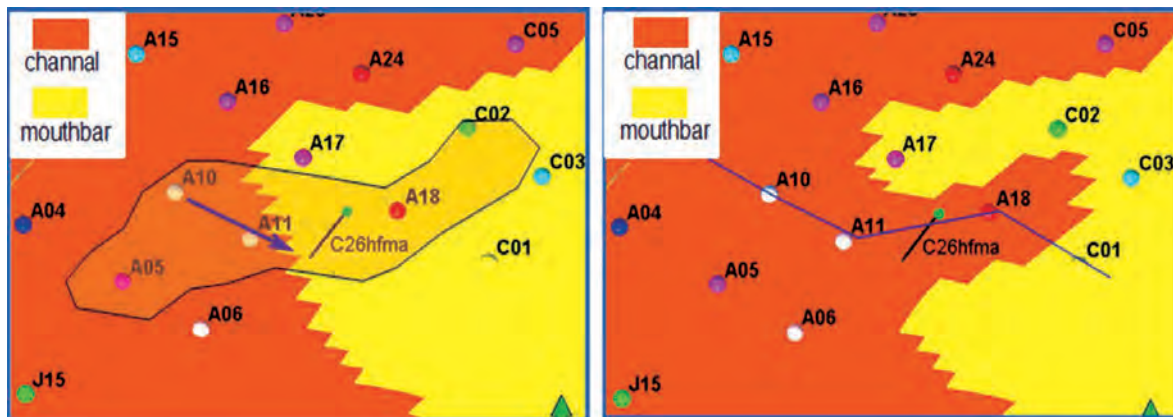 channal
mouthbar
A15
C05
A24
A16
C02
A17
C03
A10
A18
A04
A11
C26hfma
C01
A05
A06
J15
channal
mouthbar
A15
C05
A24
A16
C02
A17
C03
A10
A18
A04
A11
C26hfma
C01
A05
A06
J15